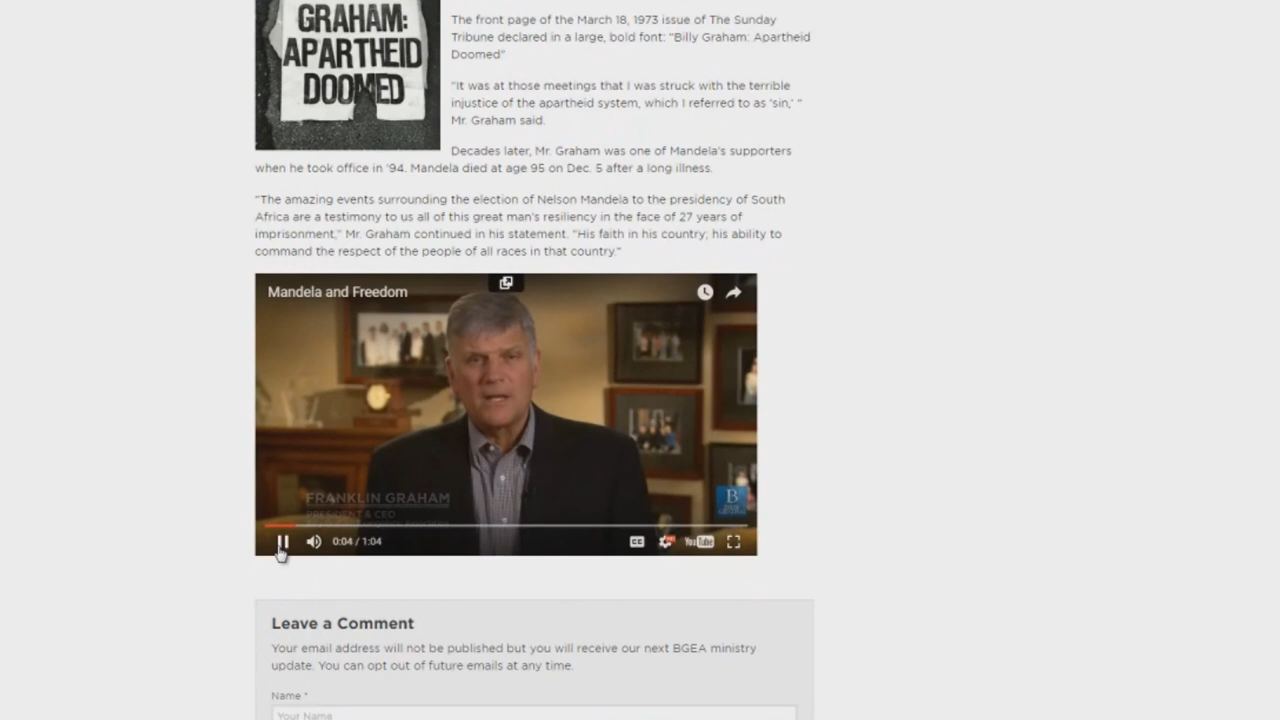 GRAHAM:
APARTHEID
DOOMED
The front page of the March 18, 1973 issue of The Sunday
Tribune declared in a large, bold font: "Billy Graham: Apartheid
Doomed"
"It was at those meetings that I was struck with the terrible
injustice of the apartheid system, which I referred to as 'sin,' "
Mr. Graham said.
Decades later, Mr. Graham was one of Mandela's supporters
when he took office in '94. Mandela died at age 95 on Dec. 5 after a long illness.
"The amazing events surrounding the election of Nelson Mandela to the presidency of South
Africa are a testimony to us all of this great man's resiliency in the face of 27 years of
imprisonment," Mr. Graham continued in his statement. "His faith in his country; his ability to
command the respect of the people of all races in that country."
Mandela and Freedom
FRANKLIN GRAHAM
PRESIDENT & CEO
B
0:04 / 1:04
CC
YouTube
Leave a Comment
Your email address will not be published but you will receive our next BGEA ministry
update. You can opt out of future emails at any time.
Name *
Your Name